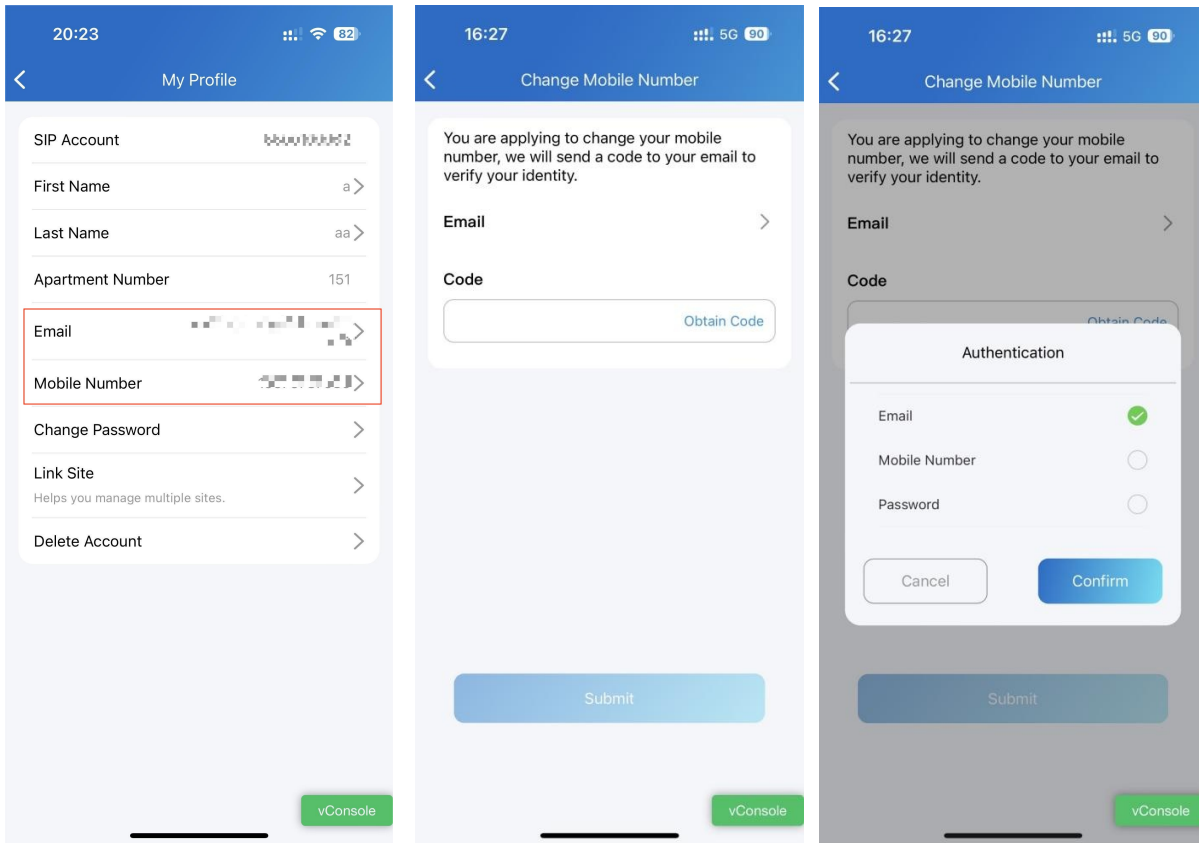 20:23
82
My Profile
SIP Account
First Name
a
Last Name
aa
Apartment Number
151
Email
Mobile Number
Change Password
Link Site
Helps you manage multiple sites.
Delete Account
vConsole
16:27
5G 90
Change Mobile Number
You are applying to change your mobile
number, we will send a code to your email to
verify your identity.
Email
Code
Obtain Code
Submit
vConsole
16:27
5G 90
Change Mobile Number
You are applying to change your mobile
number, we will send a code to your email to
verify your identity.
Email
Code
Obtain Code
Authentication
Email
Mobile Number
Password
Cancel
Confirm
Submit
vConsole